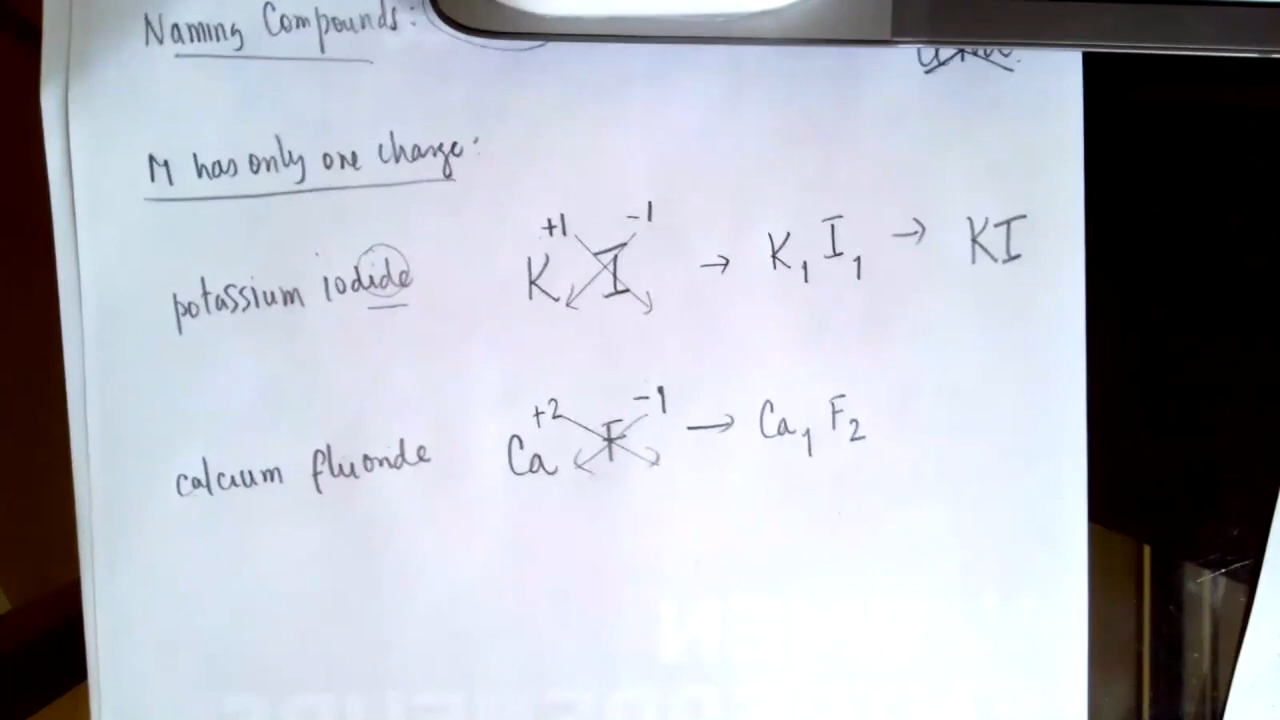 Naming Compounds:
M has only one charge:
potassium iodide K +1 I -1 → K₁ I₁ → KI
calcium fluoride Ca +2 F -1 → Ca₁ F₂